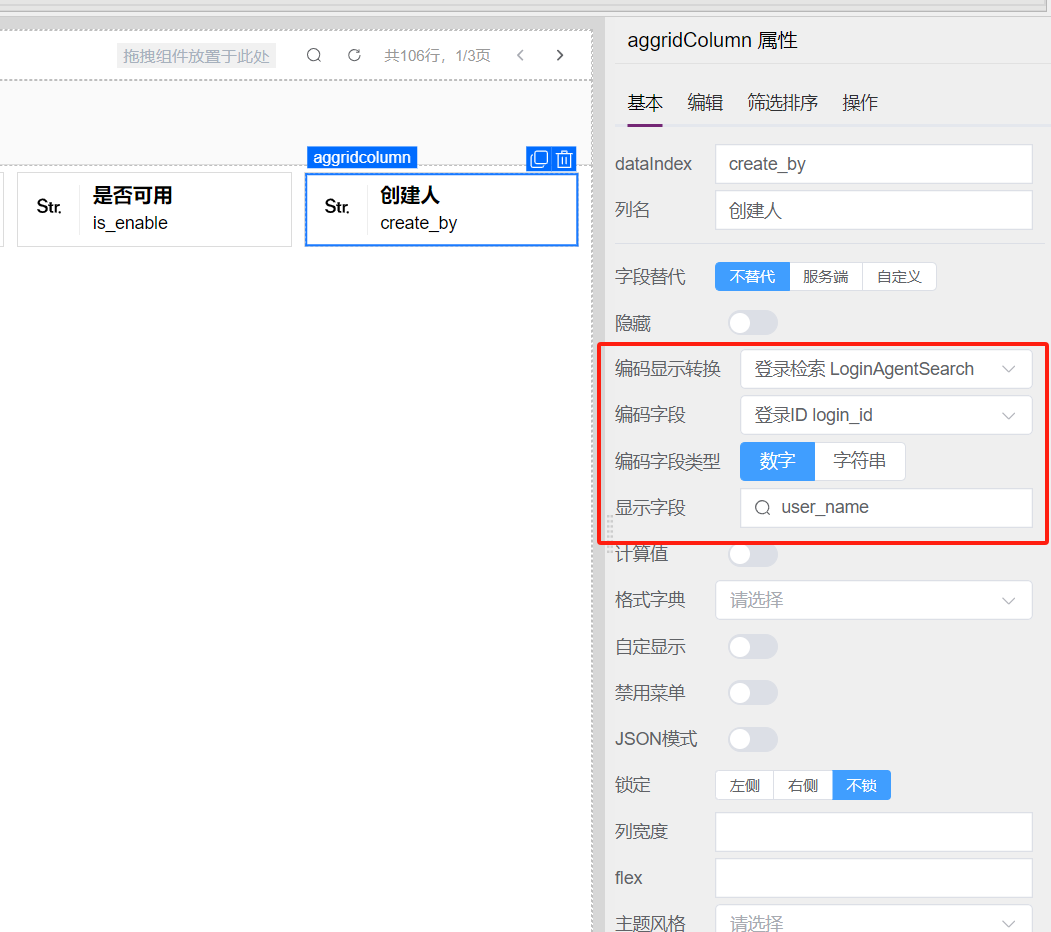 拖拽组件放置于此处
共106行，1/3页
aggridcolumn
Str.
是否可用
is_enable
Str.
创建人
create_by
aggridColumn 属性
基本 编辑 筛选排序 操作
dataIndex create_by
列名 创建人
字段替代 不替代 服务端 自定义
隐藏
编码显示转换 登录检索 LoginAgentSearch
编码字段 登录ID login_id
编码字段类型 数字 字符串
显示字段 user_name
计算值
格式字典 请选择
自定显示
禁用菜单
JSON模式
锁定 左侧 右侧 不锁
列宽度
flex
主题风格 请选择